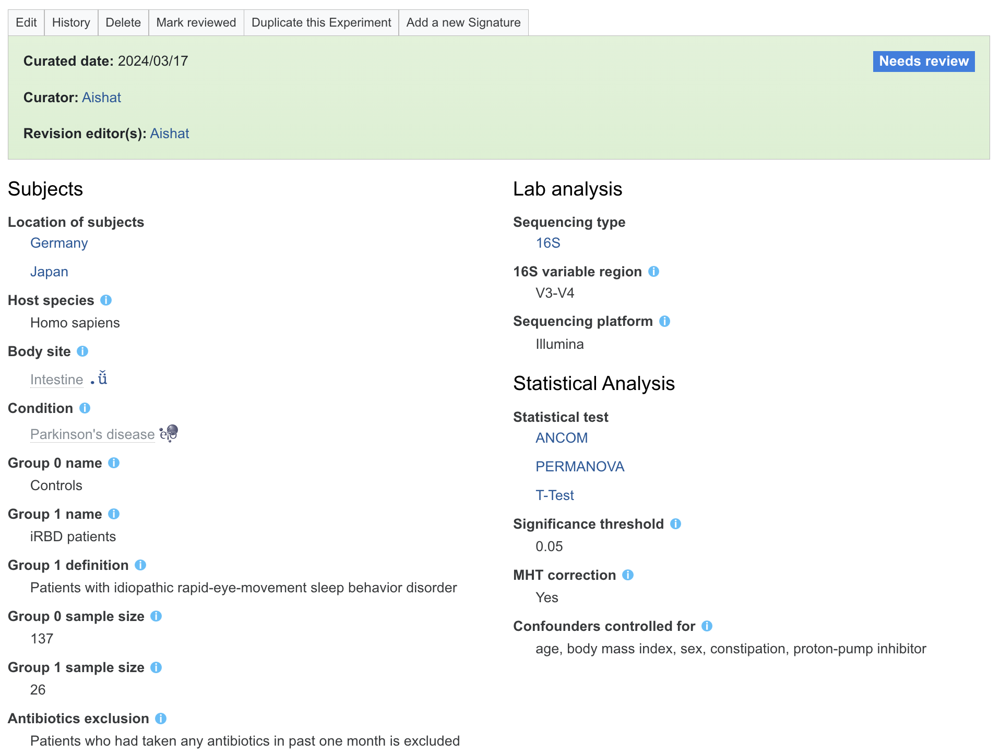 Edit History Delete Mark reviewed Duplicate this Experiment Add a new Signature
Curated date: 2024/03/17
Needs review
Curator: Aishat
Revision editor(s): Aishat
Subjects
Location of subjects
Germany
Japan
Host species i
Homo sapiens
Body site i
Intestine
Condition i
Parkinson's disease efo
Group 0 name i
Controls
Group 1 name i
iRBD patients
Group 1 definition i
Patients with idiopathic rapid-eye-movement sleep behavior disorder
Group 0 sample size i
137
Group 1 sample size i
26
Antibiotics exclusion i
Patients who had taken any antibiotics in past one month is excluded
Lab analysis
Sequencing type
16S
16S variable region i
V3-V4
Sequencing platform i
Illumina
Statistical Analysis
Statistical test
ANCOM
PERMANOVA
T-Test
Significance threshold i
0.05
MHT correction i
Yes
Confounders controlled for i
age, body mass index, sex, constipation, proton-pump inhibitor